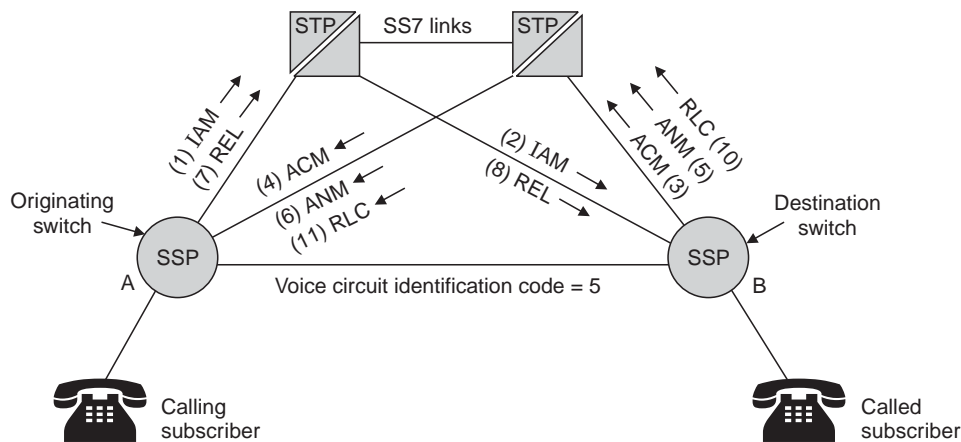 STP
SS7 links
STP
(1) IAM
(7) REL
(4) ACM
(6) ANM
(11) RLC
(2) IAM
(8) REL
RLC (10)
ANM (5)
ACM (3)
Originating
switch
Destination
switch
SSP
SSP
A
B
Voice circuit identification code = 5
Calling
subscriber
Called
subscriber